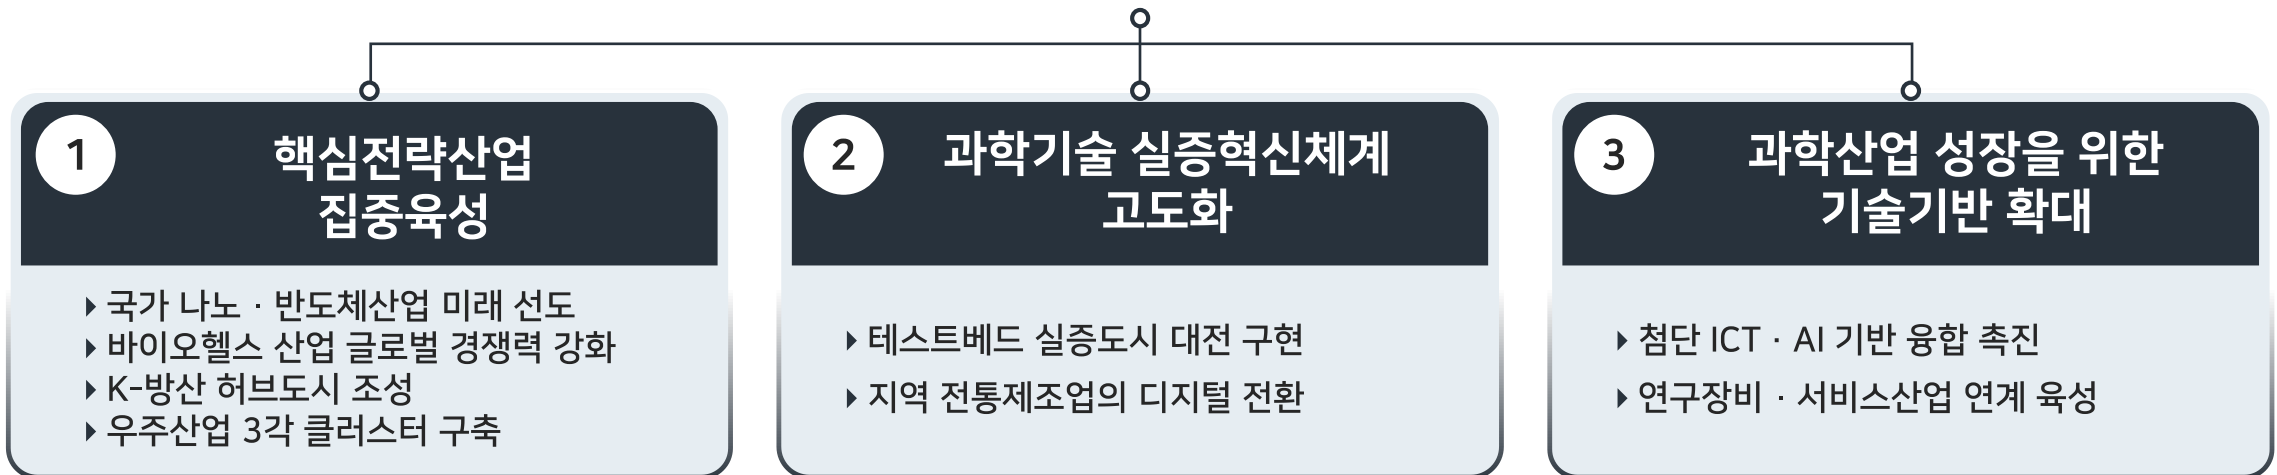 1
핵심전략산업
집중육성
국가 나노 · 반도체산업 미래 선도
바이오헬스 산업 글로벌 경쟁력 강화
K-방산 허브도시 조성
우주산업 3각 클러스터 구축
2
과학기술 실증혁신체계
고도화
테스트베드 실증도시 대전 구현
지역 전통제조업의 디지털 전환
3
과학산업 성장을 위한
기술기반 확대
첨단 ICT · AI 기반 융합 촉진
연구장비 · 서비스산업 연계 육성